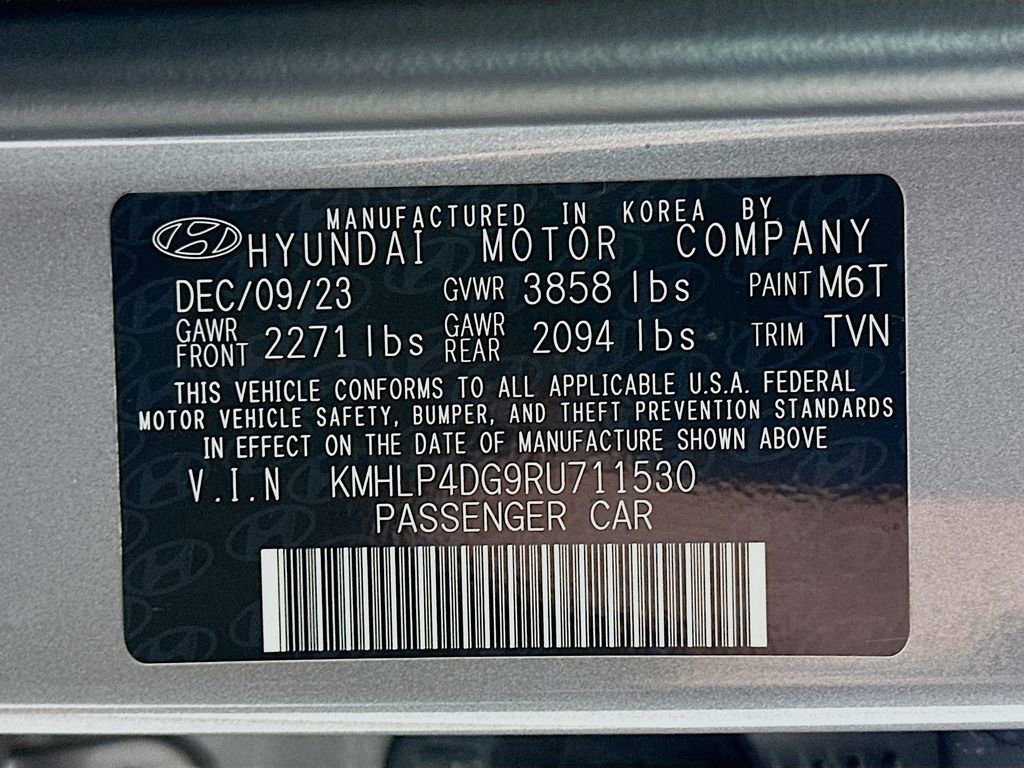 MANUFACTURED IN KOREA BY
HYUNDAI MOTOR COMPANY
DEC/09/23 GVWR 3858 lbs PAINT M6T
GAWR FRONT 2271 lbs GAWR REAR 2094 lbs TRIM TVN
THIS VEHICLE CONFORMS TO ALL APPLICABLE U.S.A. FEDERAL
MOTOR VEHICLE SAFETY, BUMPER, AND THEFT PREVENTION STANDARDS
IN EFFECT ON THE DATE OF MANUFACTURE SHOWN ABOVE
V.I.N KMHLP4DG9RU711530
PASSENGER CAR